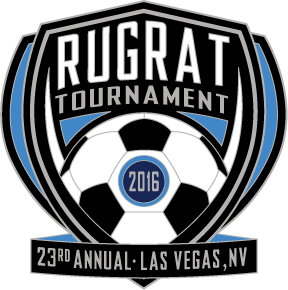 RUGRAT
TOURNAMENT
2016
23RD ANNUAL · LAS VEGAS, NV